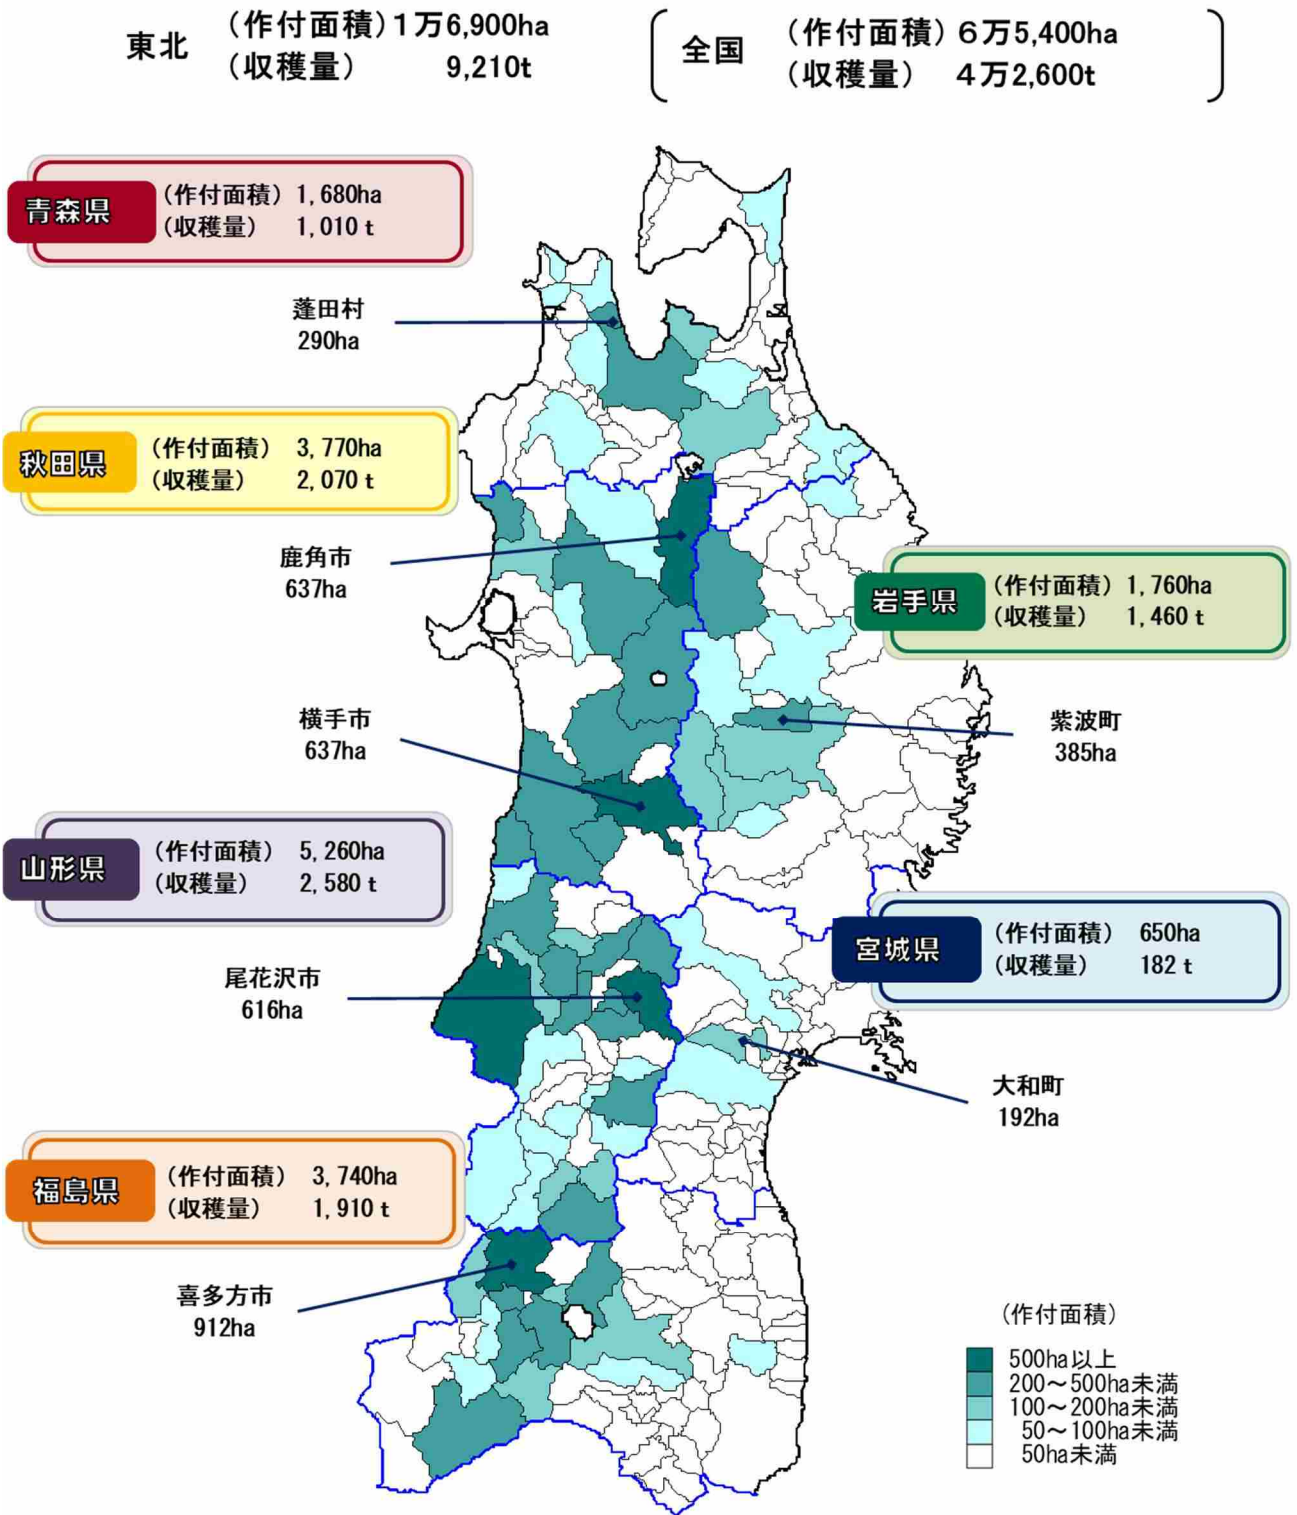 東北 (作付面積)1万6,900ha
(収穫量) 9,210t
全国 (作付面積) 6万5,400ha
(収穫量) 4万2,600t
青森県 (作付面積) 1,680ha
(収穫量) 1,010 t
蓬田村
290ha
秋田県 (作付面積) 3,770ha
(収穫量) 2,070 t
鹿角市
637ha
岩手県 (作付面積) 1,760ha
(収穫量) 1,460 t
横手市
637ha
紫波町
385ha
山形県 (作付面積) 5,260ha
(収穫量) 2,580 t
宮城県 (作付面積) 650ha
(収穫量) 182 t
尾花沢市
616ha
大和町
192ha
福島県 (作付面積) 3,740ha
(収穫量) 1,910 t
喜多方市
912ha
(作付面積)
500ha以上
200～500ha未満
100～200ha未満
50～100ha未満
50ha未満